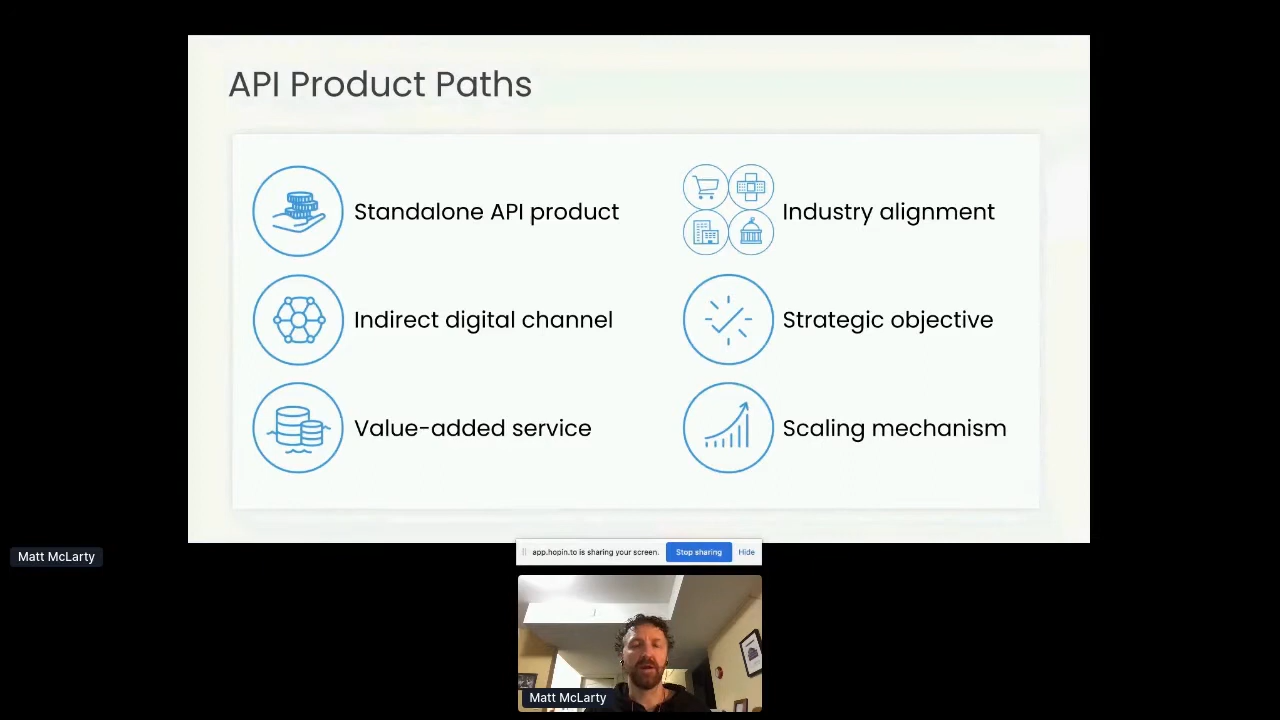 API Product Paths
Standalone API product
Industry alignment
Indirect digital channel
Strategic objective
Value-added service
Scaling mechanism
Matt McLarty
app.hopin.to is sharing your screen.
Stop sharing
Hide
Matt McLarty